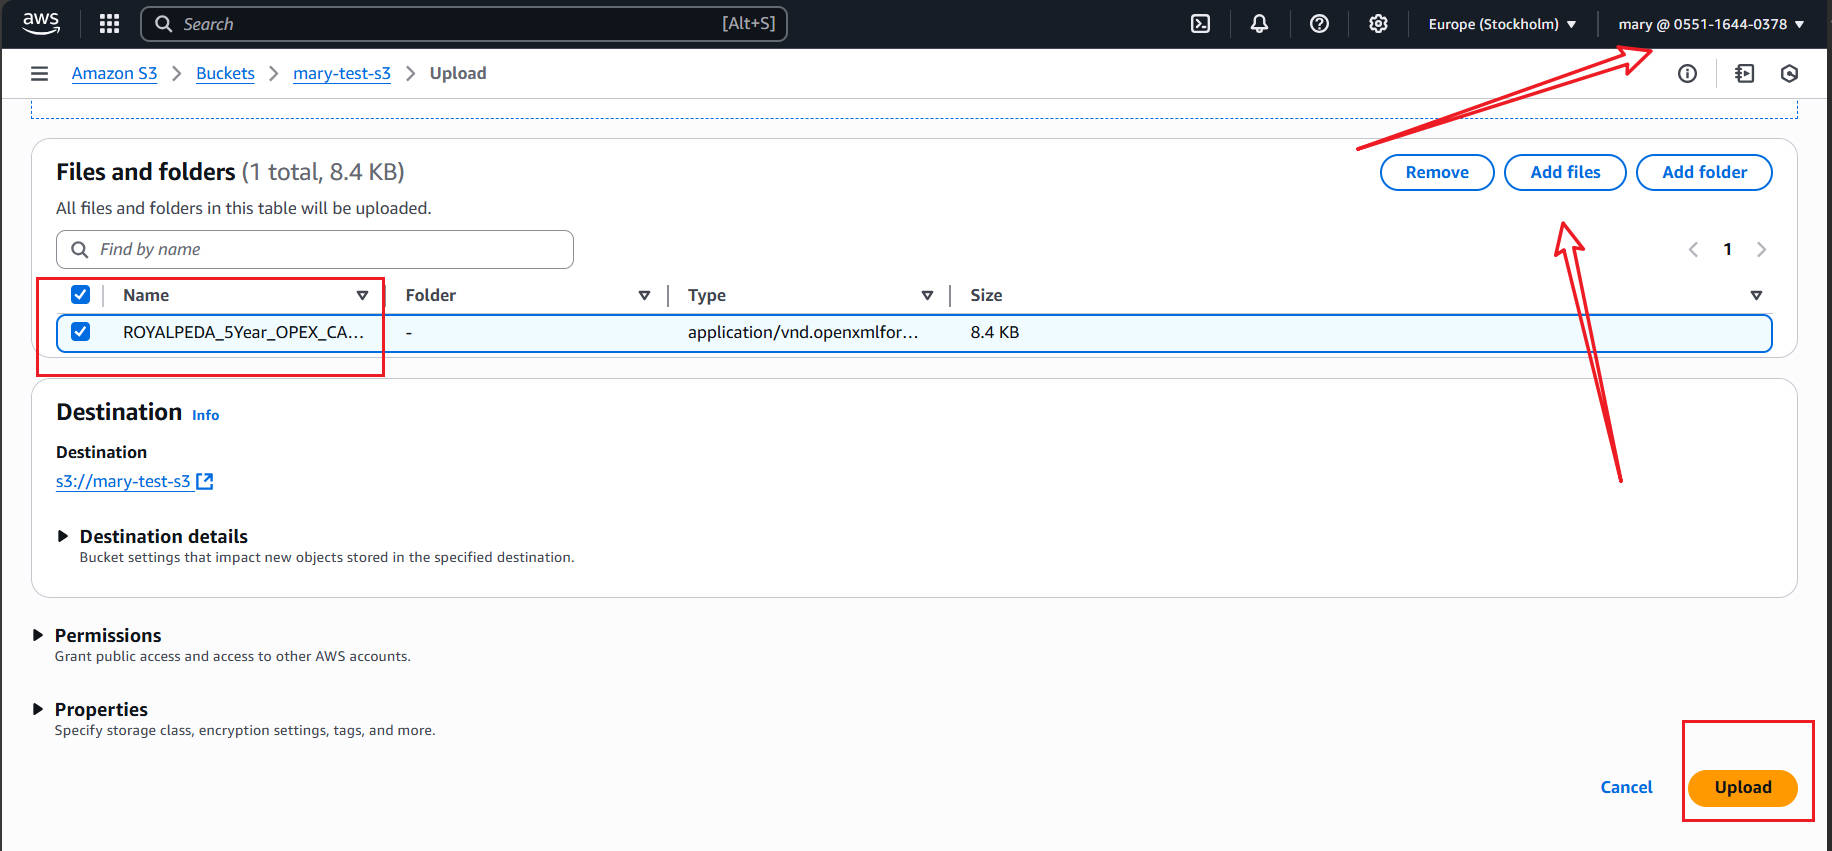 aws
Search [Alt+S] Europe (Stockholm) mary @ 0551-1644-0378
Amazon S3 Buckets mary-test-s3 Upload
Files and folders (1 total, 8.4 KB)
Remove Add files Add folder
All files and folders in this table will be uploaded.
Find by name
1
Name Folder Type Size
ROYALPEDA_5Year_OPEX_CA... - application/vnd.openxmlfor... 8.4 KB
Destination Info
Destination
s3://mary-test-s3
Destination details
Bucket settings that impact new objects stored in the specified destination.
Permissions
Grant public access and access to other AWS accounts.
Properties
Specify storage class, encryption settings, tags, and more.
Cancel Upload